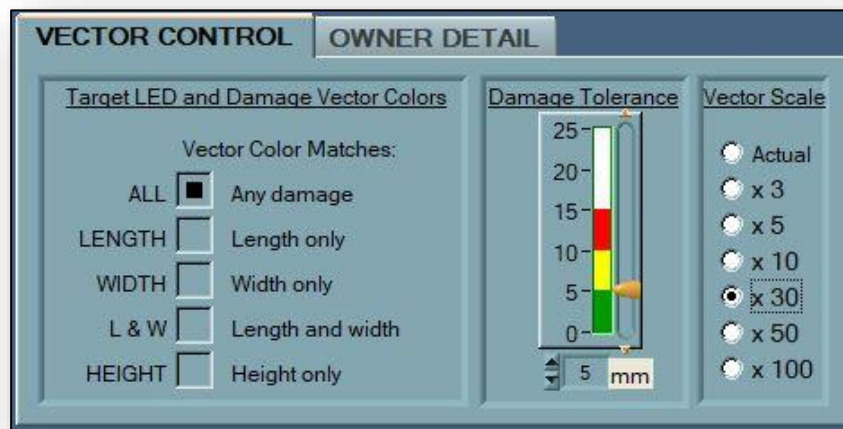 VECTOR CONTROL
OWNER DETAIL
Target LED and Damage Vector Colors
Vector Color Matches:
ALL Any damage
LENGTH Length only
WIDTH Width only
L & W Length and width
HEIGHT Height only
Damage Tolerance
25
20
15
10
5
0
5 mm
Vector Scale
Actual
x 3
x 5
x 10
x 30
x 50
x 100